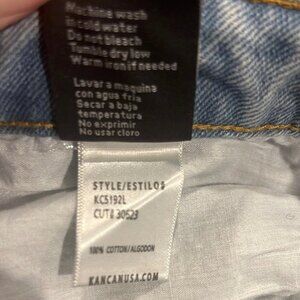 Machine wash
in cold water
Do not bleach
Tumble dry low
Warm iron if needed
Lavar a maquina
con agua fria
Secar a baja
temperatura
No exprimir
No usar cloro
STYLE/ESTILO#
KC5192L
CUT# 30523
100% COTTON/ALGODON
KANCANUSA.COM